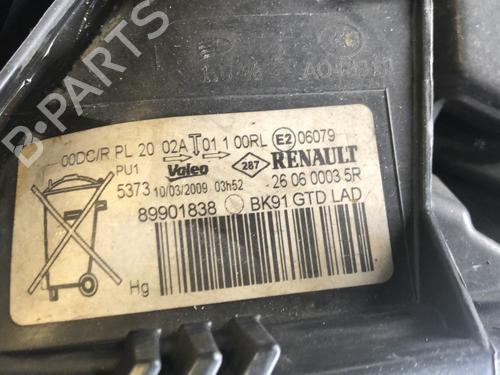 B-PARTS
00DC/R PL 20 02A T 01 1 00RL E2 06079
PU1 Valeo 287 RENAULT
5373 10/03/2009 03h52 26 06 0003 5R
89901838 BK91 GTD LAD
Hg